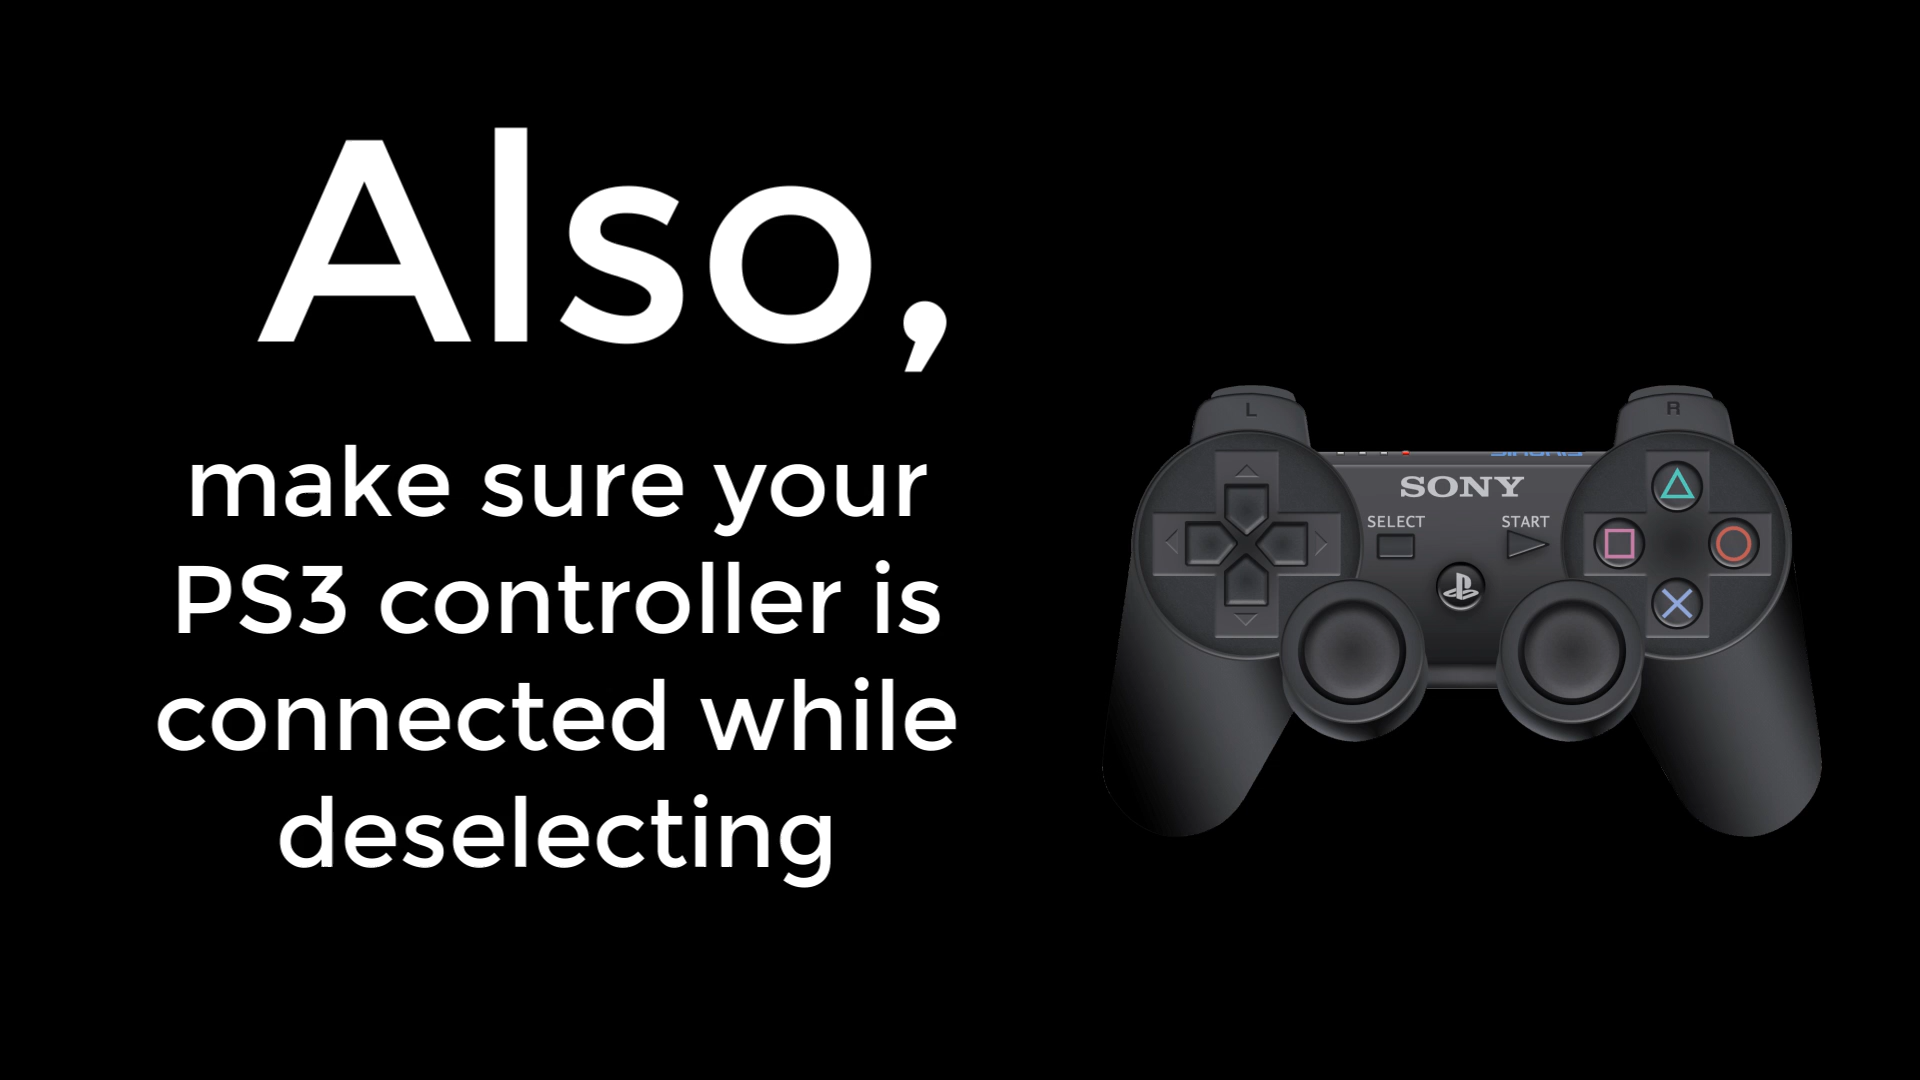 Also,
make sure your
PS3 controller is
connected while
deselecting
L
R
SONY
SELECT
START